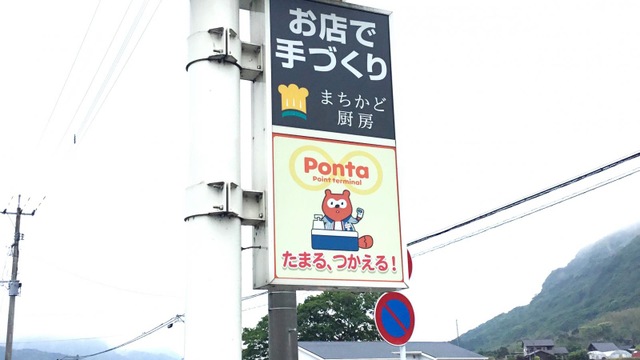 お店で
手づくり
まちかど
厨房
Ponta
Point terminal
たまる、つかえる!